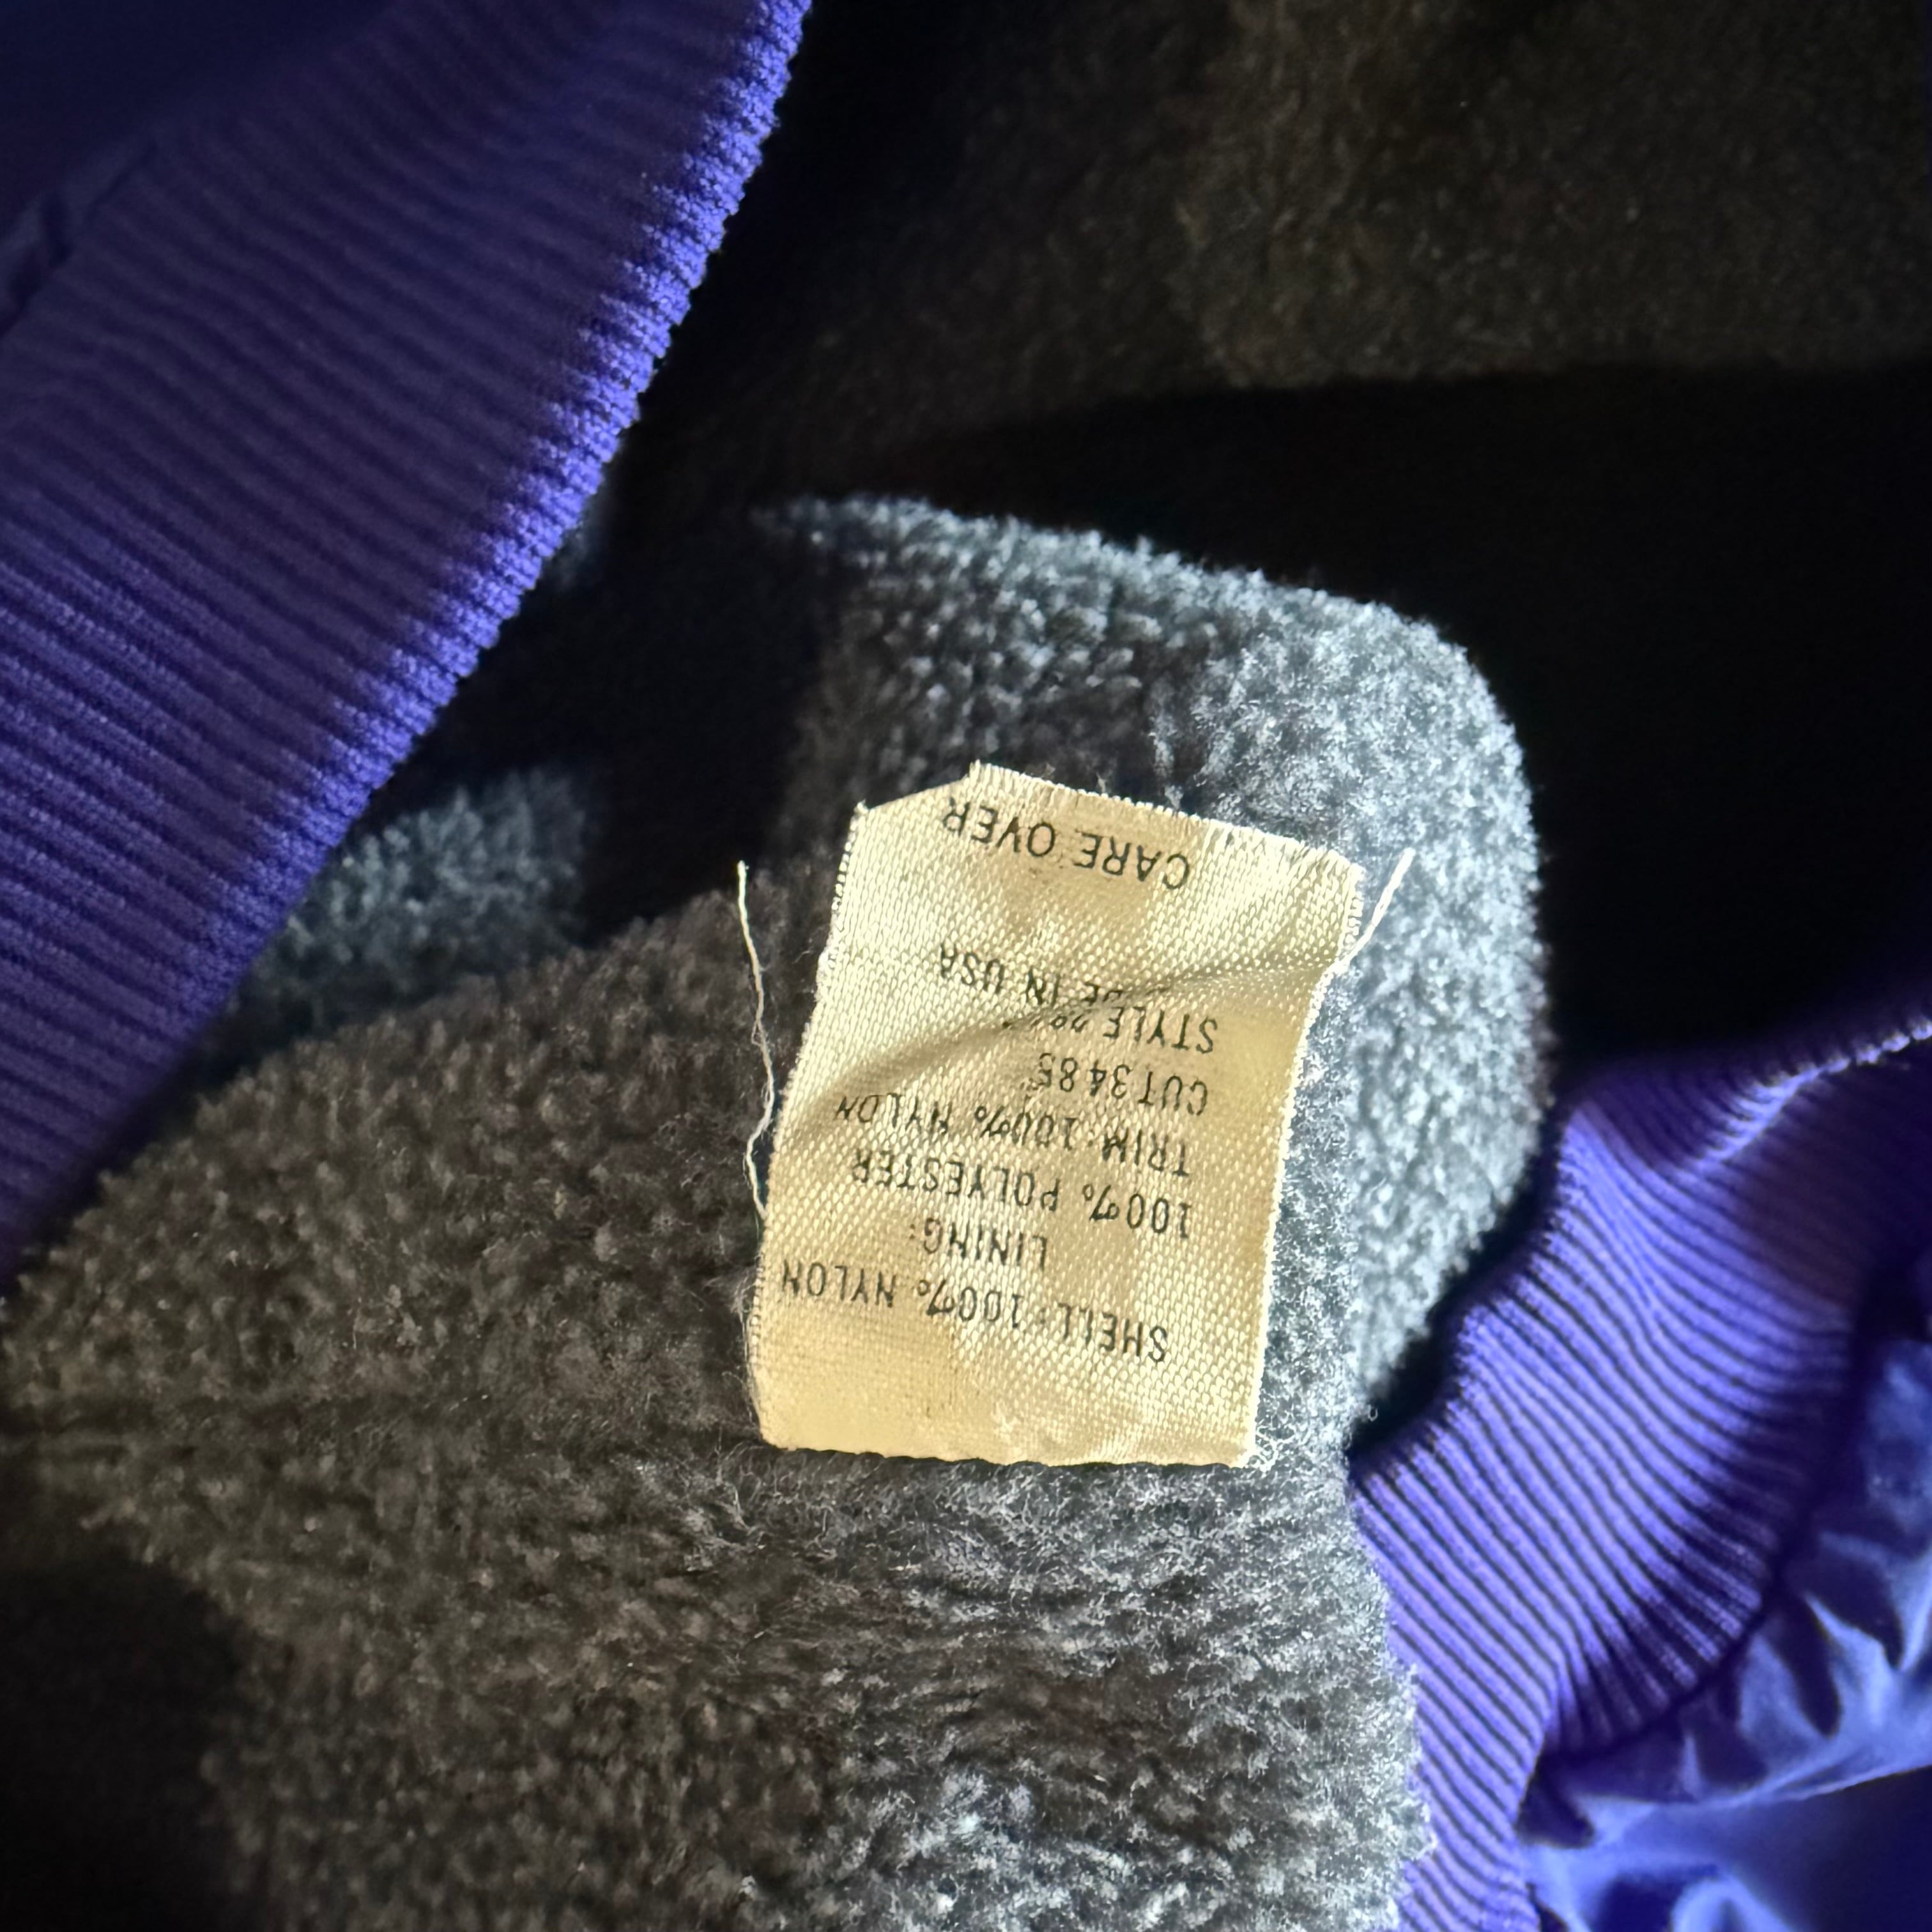 SHELL: 100% NYLON
LINING:
100% POLYESTER
TRIM: 100% NYLON
CUT 3485
STYLE
IN USA
CARE OVER